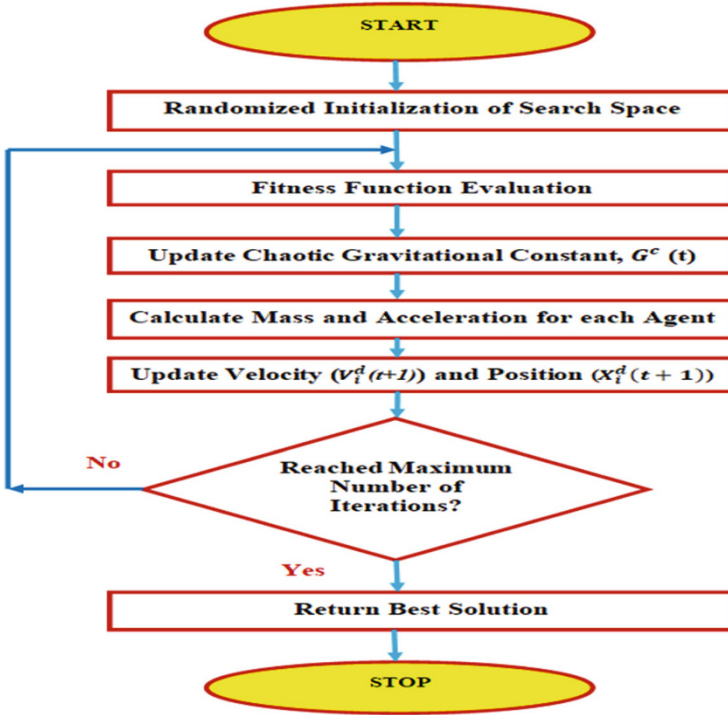 START
Randomized Initialization of Search Space
Fitness Function Evaluation
Update Chaotic Gravitational Constant, G^c (t)
Calculate Mass and Acceleration for each Agent
Update Velocity (V_i^d(t+1)) and Position (X_i^d(t + 1))
No
Reached Maximum
Number of
Iterations?
Yes
Return Best Solution
STOP